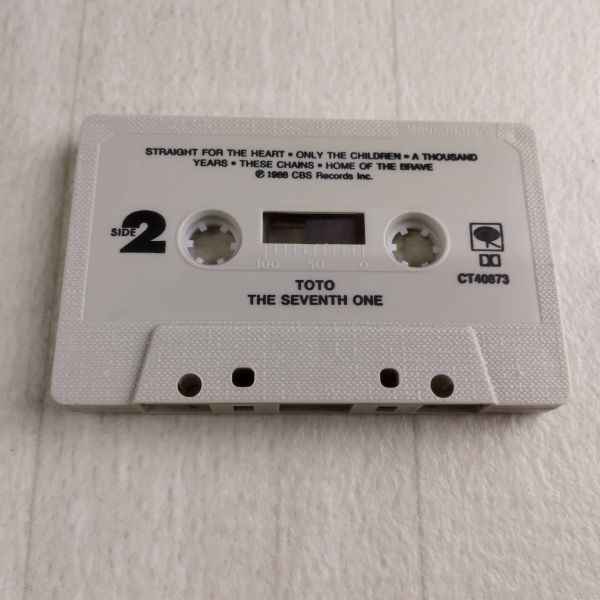 MADE IN U.S.A.
STRAIGHT FOR THE HEART • ONLY THE CHILDREN • A THOUSAND
YEARS • THESE CHAINS • HOME OF THE BRAVE
℗ 1988 CBS Records Inc.
SIDE 2
100 50 0
CT40873
TOTO
THE SEVENTH ONE